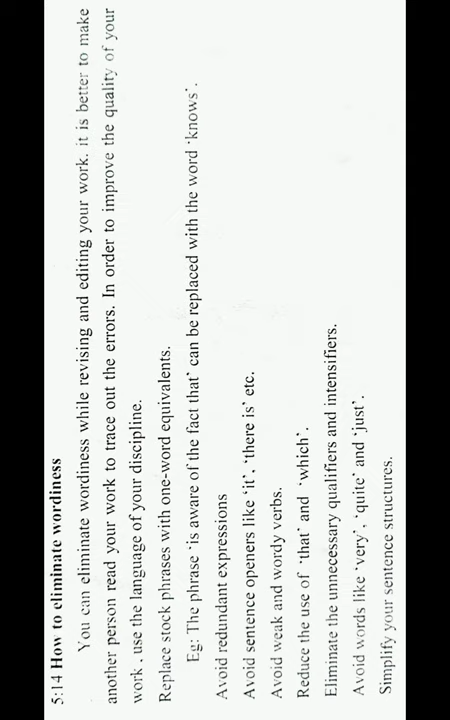 5:14 How to eliminate wordiness
You can eliminate wordiness while revising and editing your work. it is better to make
another person read your work to trace out the errors. In order to improve the quality of your
work , use the language of your discipline.
Replace stock phrases with one-word equivalents.
Eg: The phrase ‘is aware of the fact that’ can be replaced with the word ‘knows’.
Avoid redundant expressions
Avoid sentence openers like ‘it’, ‘there is’ etc.
Avoid weak and wordy verbs.
Reduce the use of ‘that’ and ‘which’.
Eliminate the unnecessary qualifiers and intensifiers.
Avoid words like ‘very’, ‘quite’ and ‘just’.
Simplify your sentence structures.